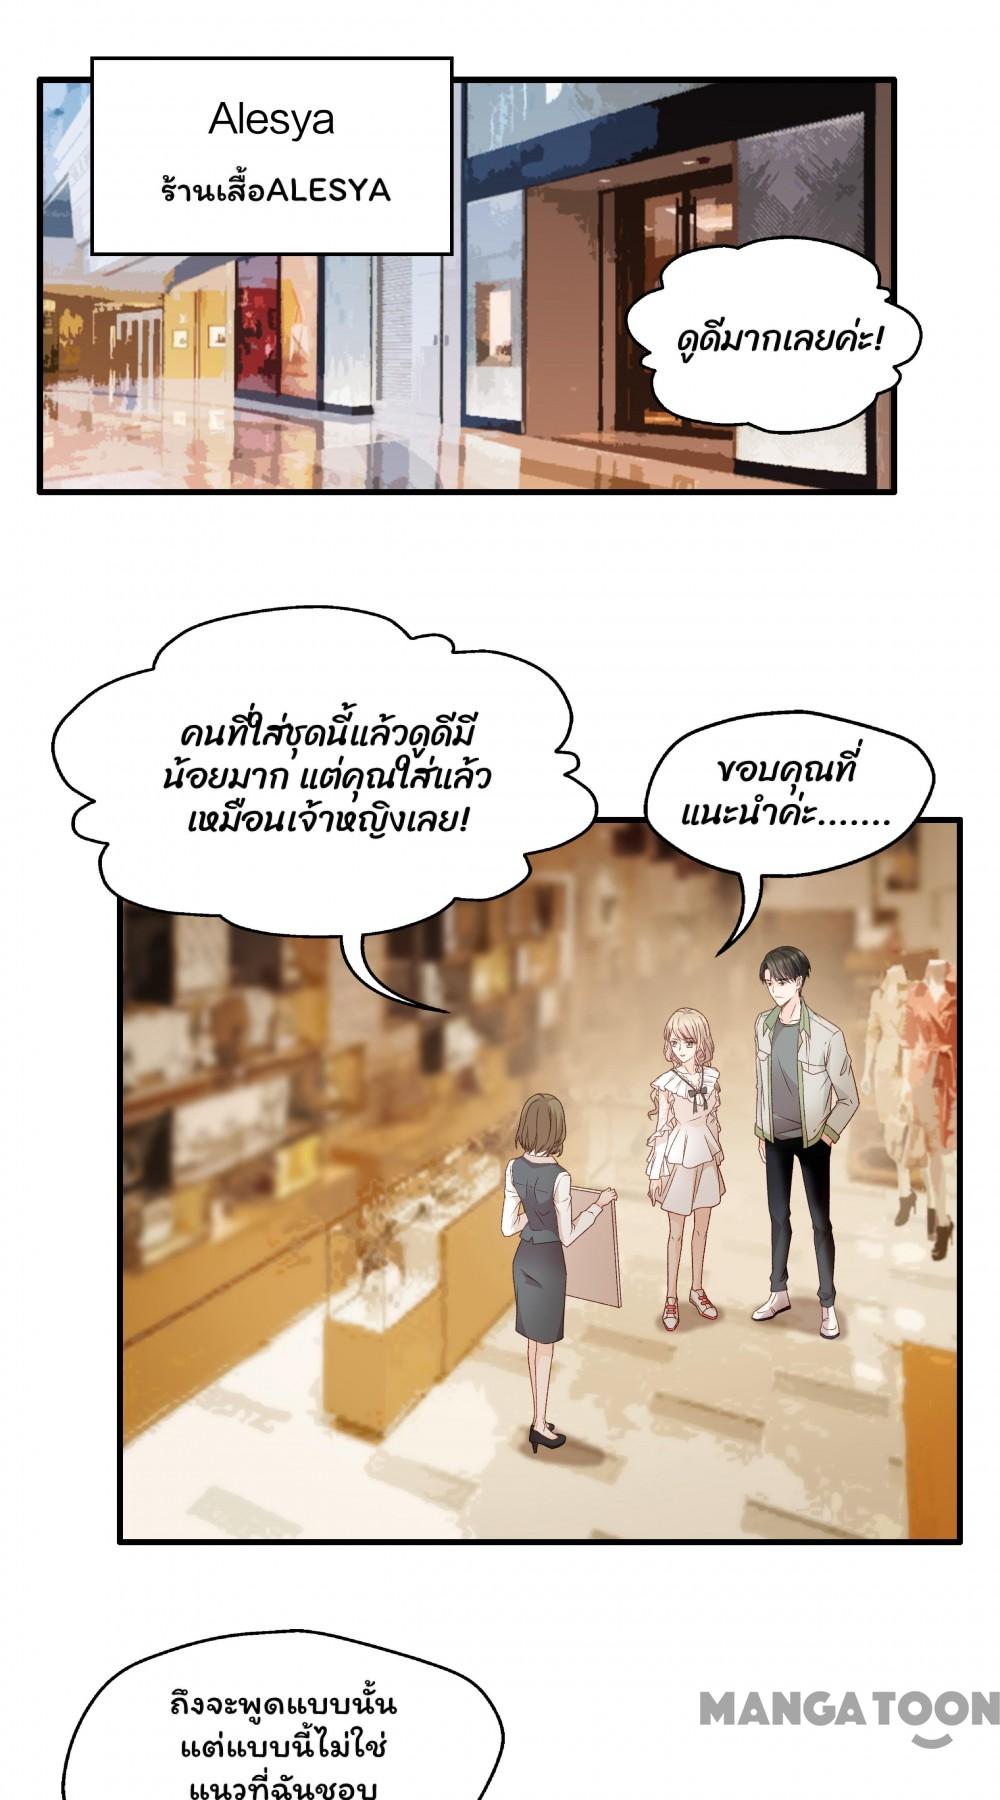 Alesya
ร้านเสื้อALESYA
ดูดีมากเลยค่ะ!
คนที่ใส่ชุดนี้แล้วดูดีมี
น้อยมาก แต่คุณใส่แล้ว
เหมือนเจ้าหญิงเลย!
ขอบคุณที่
แนะนำค่ะ.......
ถึงจะพูดแบบนั้น
แต่แบบนี้ไม่ใช่
แนวที่ฉันชอบ
MANGATOON